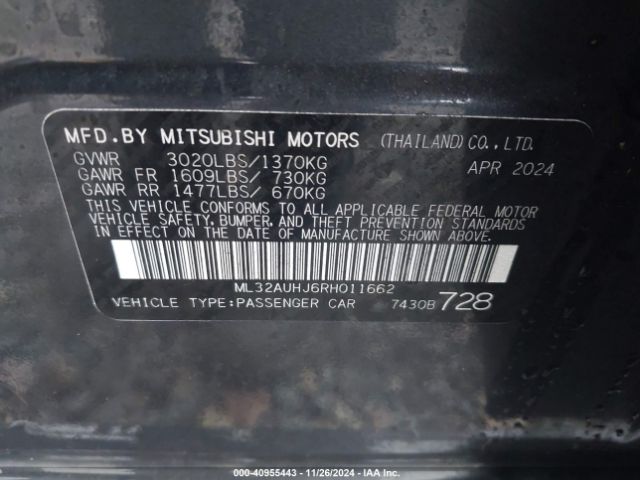 MFD. BY MITSUBISHI MOTORS (THAILAND) CO., LTD.
GVWR 3020LBS/1370KG APR 2024
GAWR FR 1609LBS/ 730KG
GAWR RR 1477LBS/ 670KG
THIS VEHICLE CONFORMS TO ALL APPLICABLE FEDERAL MOTOR
VEHICLE SAFETY, BUMPER, AND THEFT PREVENTION STANDARDS
IN EFFECT ON THE DATE OF MANUFACTURE SHOWN ABOVE.
ML32AUHJ6RH011662
VEHICLE TYPE:PASSENGER CAR 7430B 728
000-40955443 - 11/26/2024 - IAA Inc.